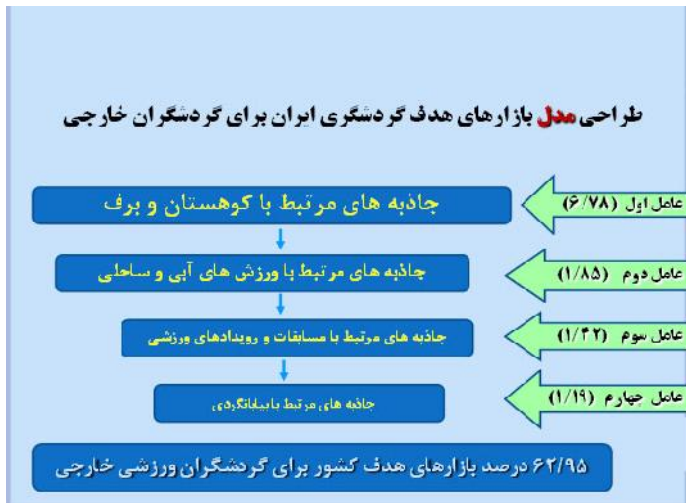 طراحی مدل بازارهای هدف گردشگری ایران برای گردشگران خارجی
عامل اول (۶/۷۸)
جاذبه های مرتبط با کوهستان و برف
عامل دوم (۱/۸۵)
جاذبه های مرتبط با ورزش های آبی و ساحلی
عامل سوم (۱/۴۲)
جاذبه های مرتبط با مسابقات و رویدادهای ورزشی
عامل چهارم (۱/۱۹)
جاذبه های مرتبط با بیابانگردی
۶۲/۹۵ درصد بازارهای هدف کشور برای گردشگران ورزشی خارجی